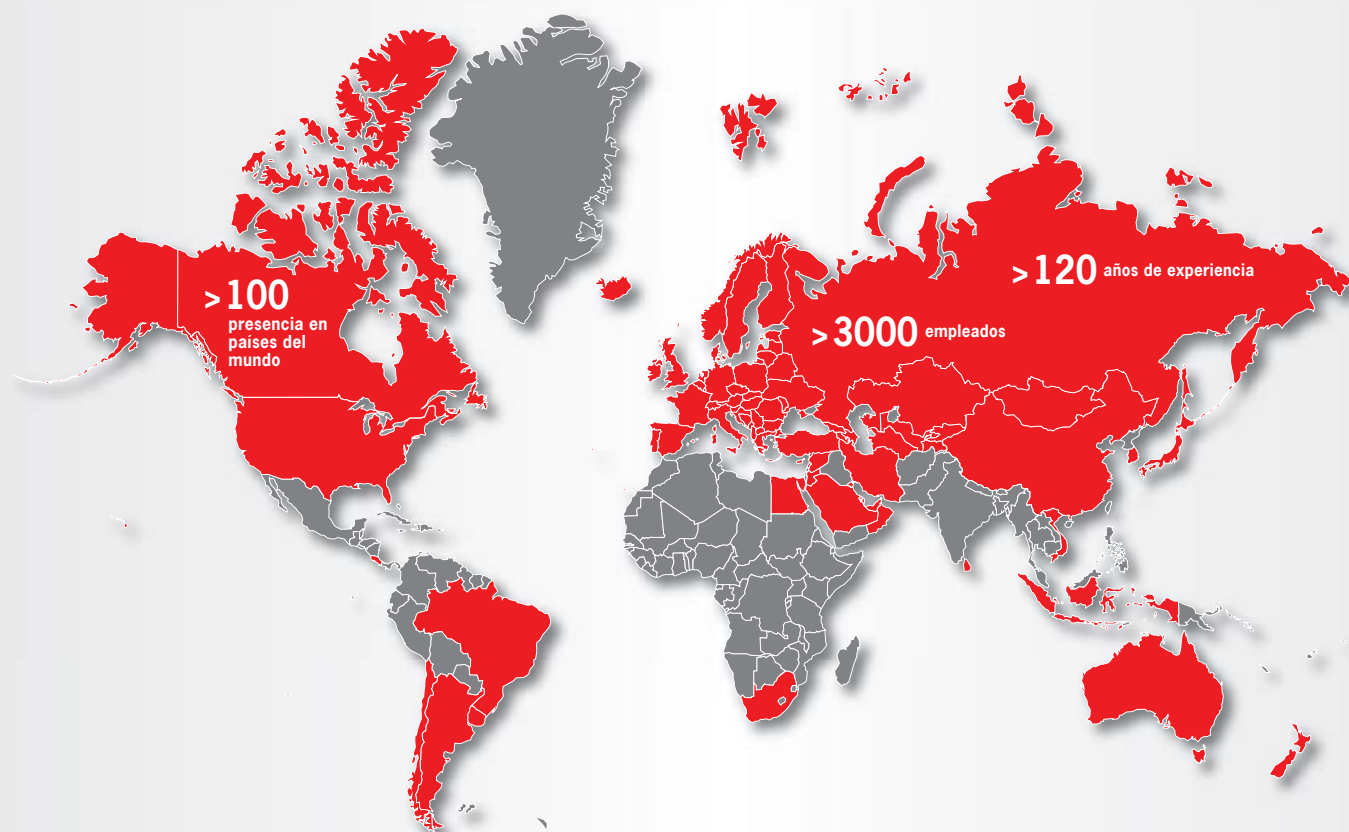 > 100
presencia en
países del
mundo
> 120 años de experiencia
> 3000 empleados